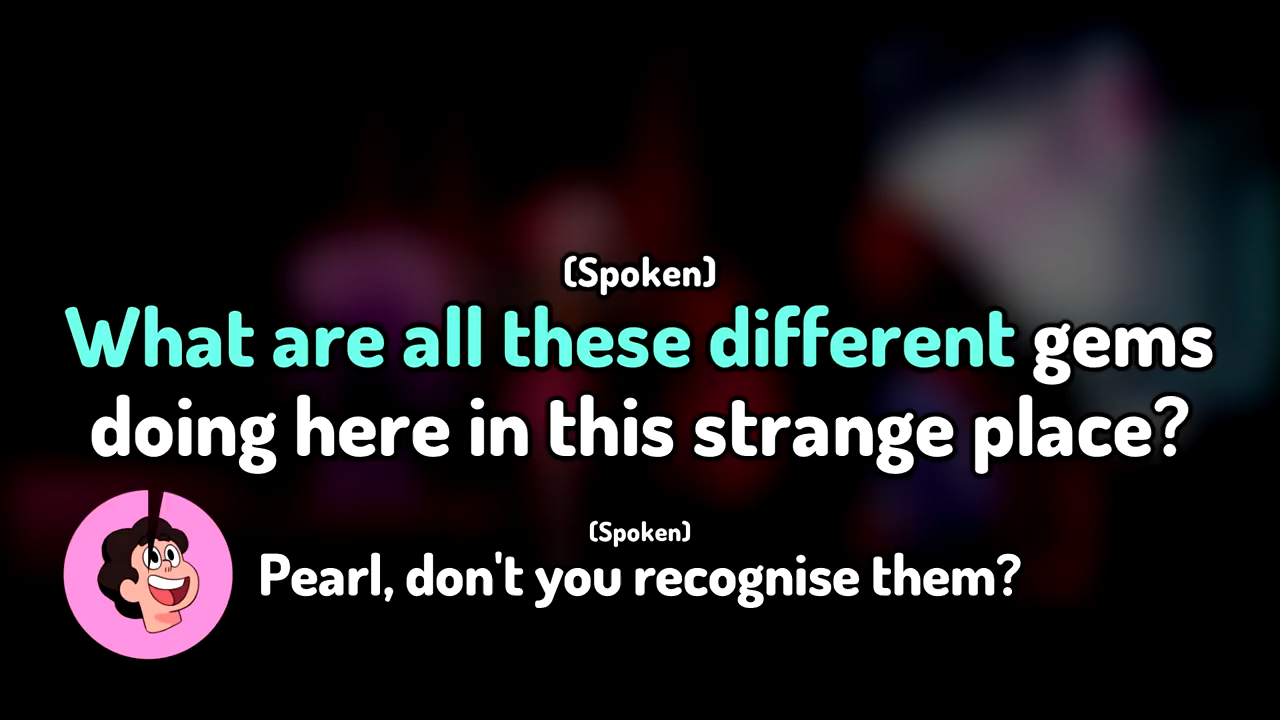 (Spoken)
What are all these different gems
doing here in this strange place?
(Spoken)
Pearl, don't you recognise them?